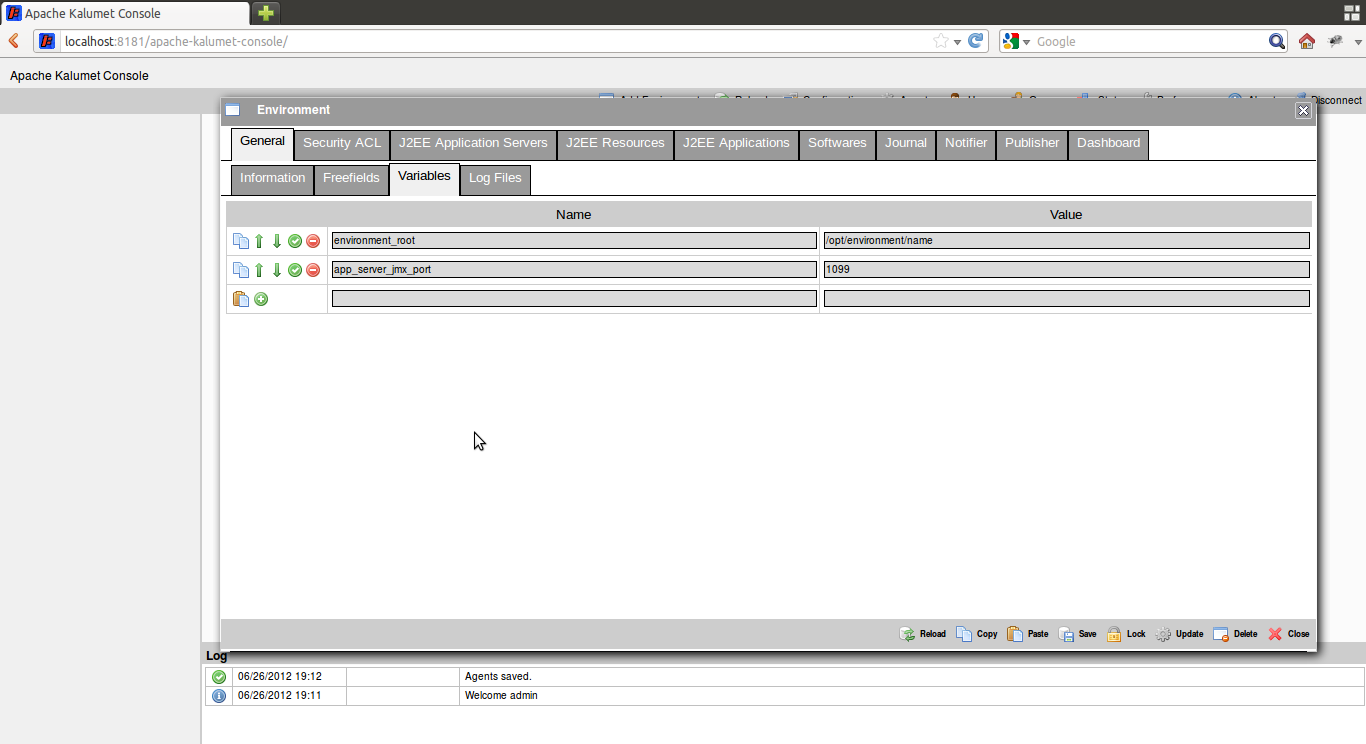 Apache Kalumet Console
localhost:8181/apache-kalumet-console/
Google
Apache Kalumet Console
Disconnect
Environment
General Security ACL J2EE Application Servers J2EE Resources J2EE Applications Softwares Journal Notifier Publisher Dashboard
Information Freefields Variables Log Files
Name Value
environment_root /opt/environment/name
app_server_jmx_port 1099
Reload Copy Paste Save Lock Update Delete Close
Log
06/26/2012 19:12 Agents saved.
06/26/2012 19:11 Welcome admin